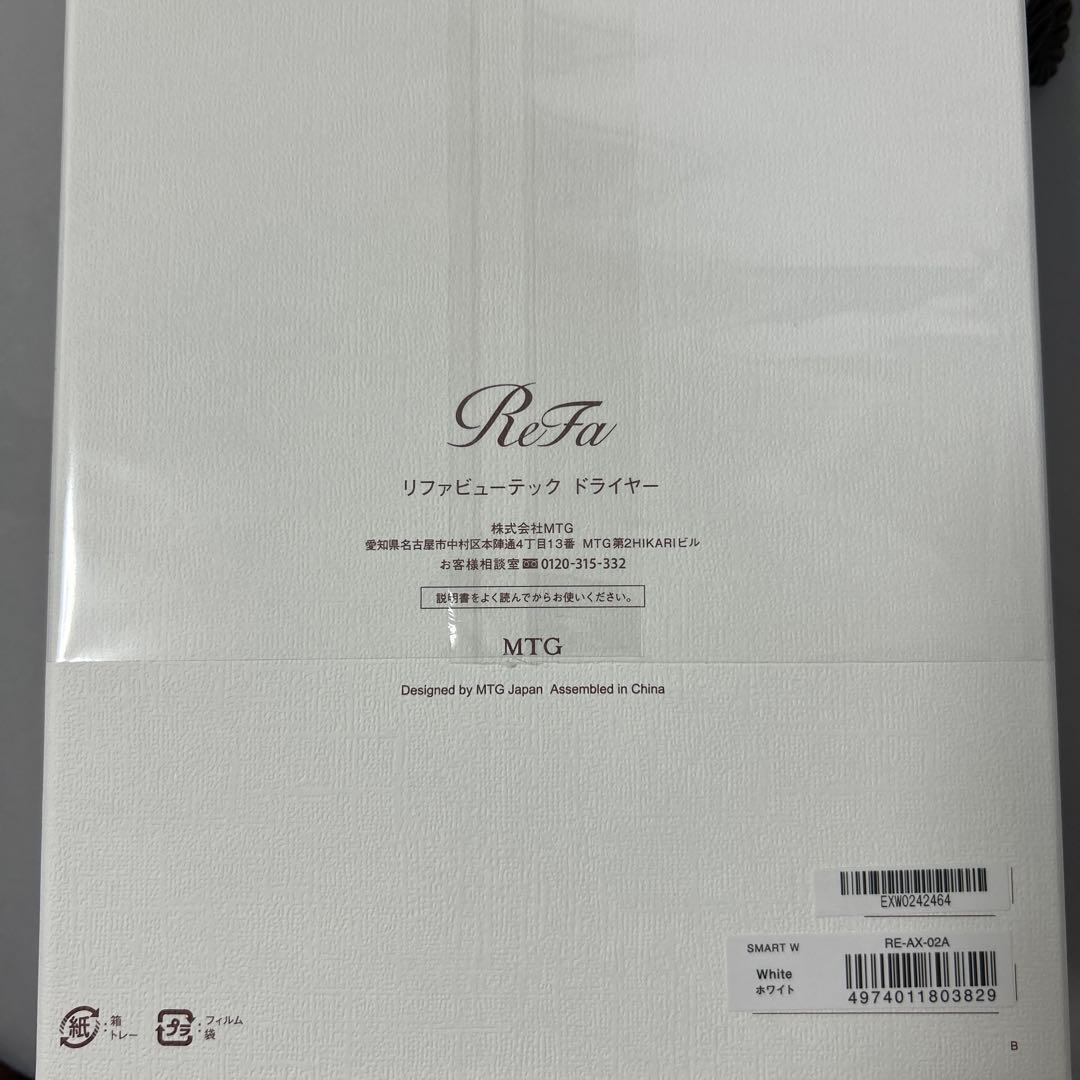 ReFa
リファビューテック ドライヤー
株式会社MTG
愛知県名古屋市中村区本陣通4丁目13番 MTG第2HIKARIビル
お客様相談室 0120-315-332
説明書をよく読んでからお使いください。
MTG
Designed by MTG Japan Assembled in China
EXW0242464
SMART W RE-AX-02A
White
ホワイト
4974011803829
紙:箱
トレー
プラ:フィルム
袋
B